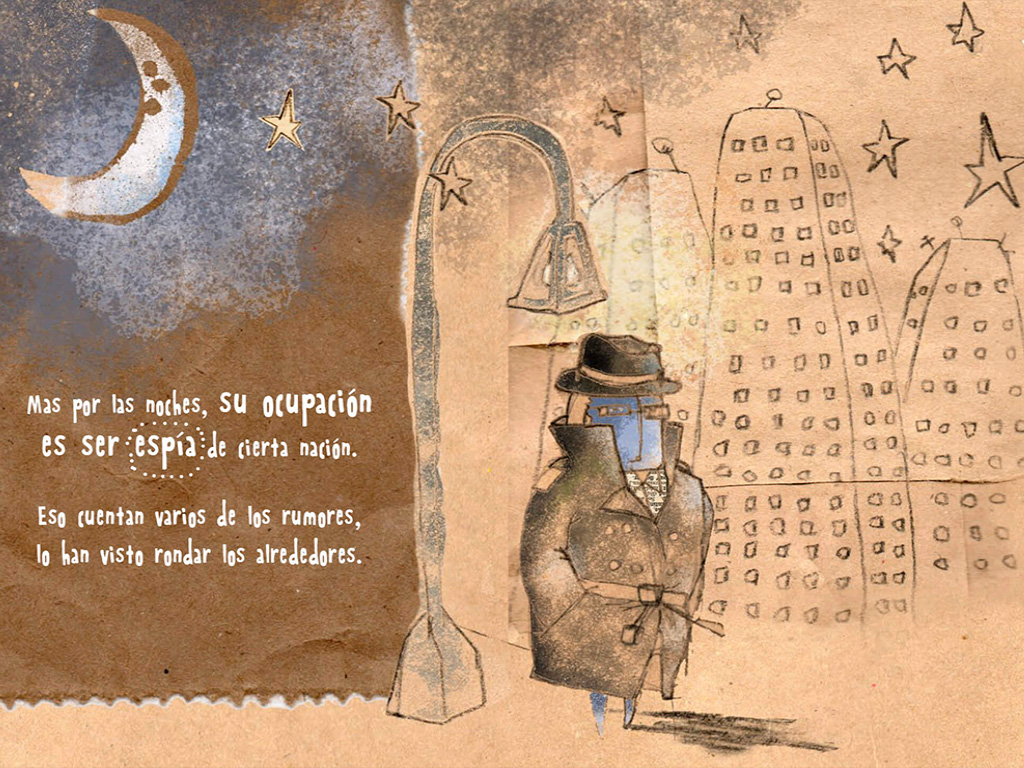 Mas por las noches, su ocupación
es ser espía de cierta nación.
Eso cuentan varios de los rumores,
lo han visto rondar los alrededores.